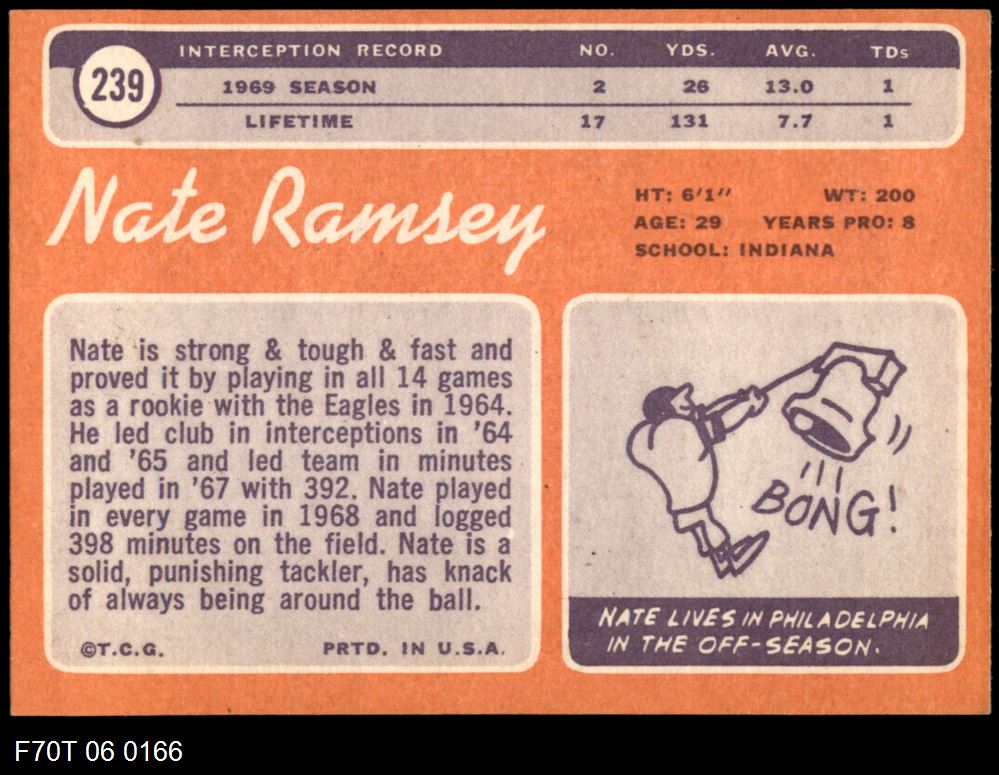 239
INTERCEPTION RECORD NO. YDS. AVG. TDs
1969 SEASON 2 26 13.0 1
LIFETIME 17 131 7.7 1
Nate Ramsey
HT: 6'1" WT: 200
AGE: 29 YEARS PRO: 8
SCHOOL: INDIANA
Nate is strong & tough & fast and
proved it by playing in all 14 games
as a rookie with the Eagles in 1964.
He led club in interceptions in '64
and '65 and led team in minutes
played in '67 with 392. Nate played
in every game in 1968 and logged
398 minutes on the field. Nate is a
solid, punishing tackler, has knack
of always being around the ball.
©T.C.G. PRTD. IN U.S.A.
BONG!
NATE LIVES IN PHILADELPHIA
IN THE OFF-SEASON.
F70T 06 0166